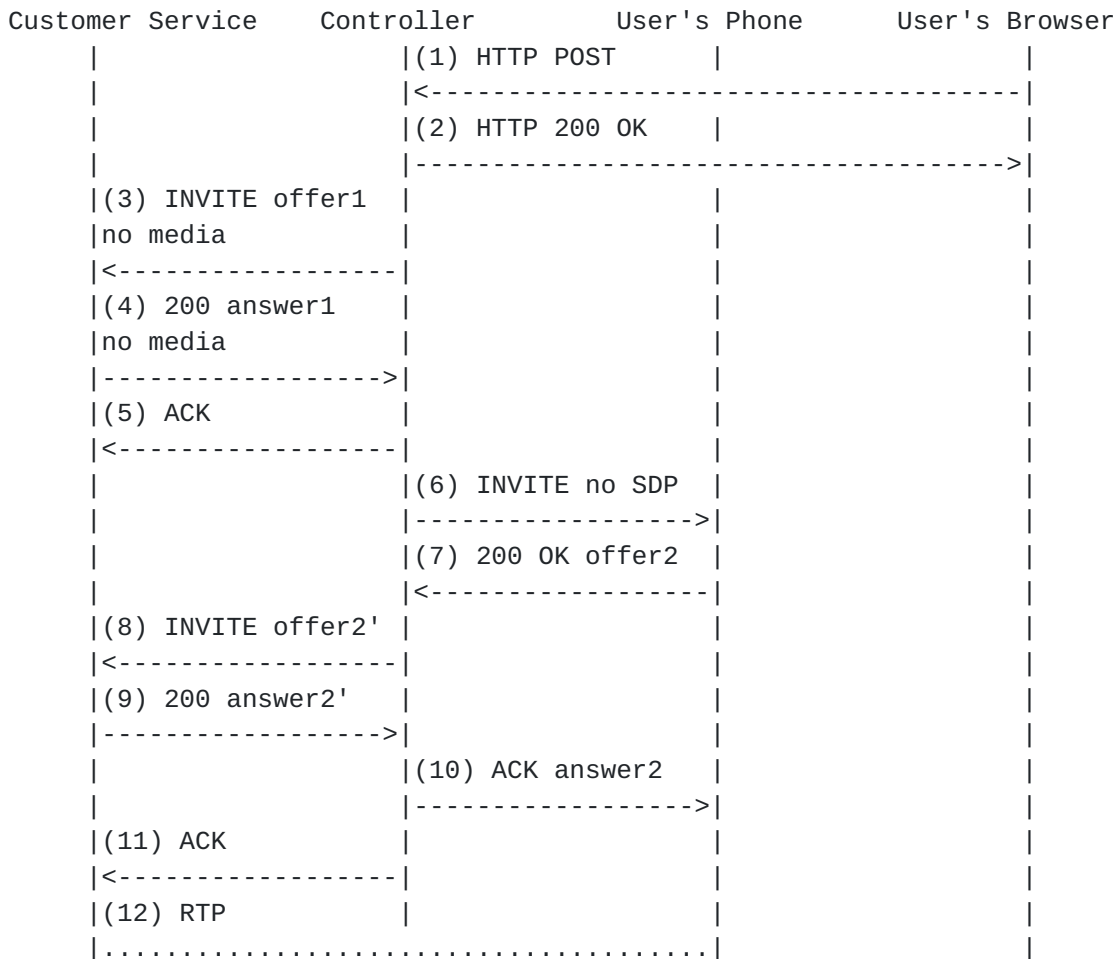 Customer Service Controller User's Phone User's Browser
(1) HTTP POST
(2) HTTP 200 OK
(3) INVITE offer1
no media
(4) 200 answer1
no media
(5) ACK
(6) INVITE no SDP
(7) 200 OK offer2
(8) INVITE offer2'
(9) 200 answer2'
(10) ACK answer2
(11) ACK
(12) RTP